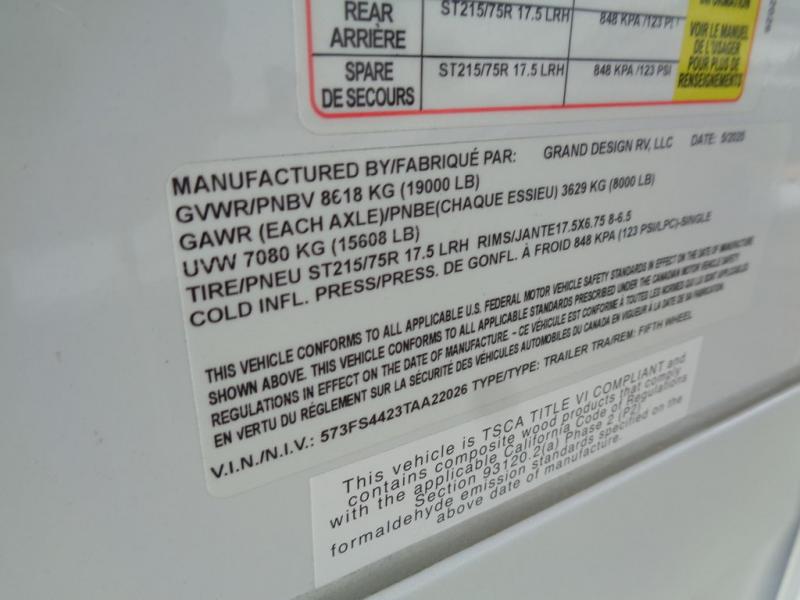 REAR ST215/75R 17.5 LRH 848 KPA /123 PSI
ARRIÈRE
VOIR LE MANUEL
DE L'USAGER
POUR PLUS DE
RENSEIGNEMENTS
SPARE ST215/75R 17.5 LRH 848 KPA /123 PSI
DE SECOURS
MANUFACTURED BY/FABRIQUÉ PAR: GRAND DESIGN RV, LLC DATE: 5/2025
GVWR/PNBV 8618 KG (19000 LB)
GAWR (EACH AXLE)/PNBE(CHAQUE ESSIEU) 3629 KG (8000 LB)
UVW 7080 KG (15608 LB)
TIRE/PNEU ST215/75R 17.5 LRH RIMS/JANTE17.5X6.75 8-6.5
COLD INFL. PRESS/PRESS. DE GONFL. À FROID 848 KPA (123 PSI/LPC)-SINGLE
THIS VEHICLE CONFORMS TO ALL APPLICABLE U.S. FEDERAL MOTOR VEHICLE SAFETY STANDARDS IN EFFECT ON THE DATE OF MANUFACTURE
SHOWN ABOVE. THIS VEHICLE CONFORMS TO ALL APPLICABLE STANDARDS PRESCRIBED UNDER THE CANADIAN MOTOR VEHICLE SAFETY
REGULATIONS IN EFFECT ON THE DATE OF MANUFACTURE – CE VÉHICULE EST CONFORME À TOUTES LES NORMES QUI LUI SONT APPLICABLES
EN VERTU DU RÉGLEMENT SUR LA SÉCURITÉ DES VÉHICULES AUTOMOBILES DU CANADA EN VIGUEUR À LA DATE DE SA FABRICATION.
V.I.N./N.I.V.: 573FS4423TAA22026 TYPE/TYPE: TRAILER TRA/REM: FIFTH WHEEL
This vehicle is TSCA TITLE VI COMPLIANT and
contains composite wood products that comply
with the applicable California Code of Regulations
Section 93120.2(a) Phase 2 (P2)
formaldehyde emission standards specified on the
above date of manufacture.